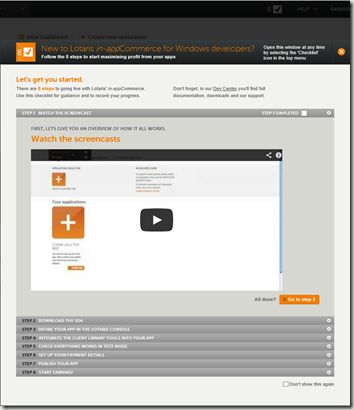 View Dashboard
Create new application
HELP
8
New to Lotaris in-appCommerce for Windows developers?
Follow the 8 steps to start maximising profit from your apps
Open this window at any time
by selecting the "Checklist"
icon in the top menu
Let's get you started.
There are 8 steps to going live with Lotaris' in-appCommerce.
Use this checklist for guidance and to record your progress.
Don't forget, in our Dev Center you'll find full
documentation, downloads and our support.
STEP 1 WATCH THE SCREENCAST
STEP COMPLETED
FIRST, LETS GIVE YOU AN OVERVIEW OF HOW IT ALL WORKS.
Watch the screencasts
Your applications
All done?
Go to step 2
STEP 2 DOWNLOAD THE SDK
STEP 3 DEFINE YOUR APP IN THE LOTARIS CONSOLE
STEP 4 INTEGRATE THE CLIENT LIBRARY TOOLS INTO YOUR APP
STEP 5 CHECK EVERYTHING WORKS IN TEST MODE
STEP 6 SET UP YOUR PAYMENT DETAILS
STEP 7 PUBLISH YOUR APP
STEP 8 START EARNING!
Don't show this again